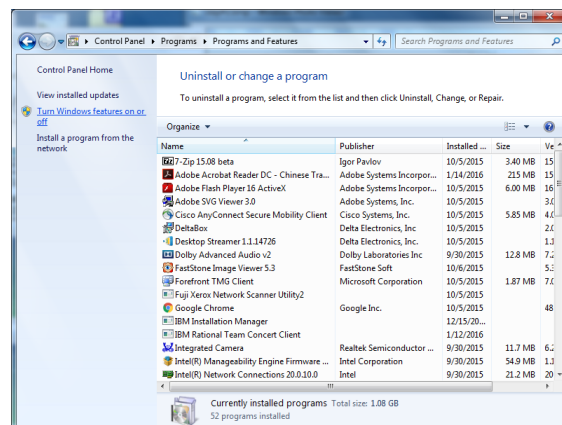 Control Panel Programs Programs and Features
Search Programs and Features
Control Panel Home
View installed updates
Turn Windows features on or
off
Install a program from the
network
Uninstall or change a program
To uninstall a program, select it from the list and then click Uninstall, Change, or Repair.
Organize
Name Publisher Installed ... Size Ve
7-Zip 15.08 beta Igor Pavlov 10/5/2015 3.40 MB 15
Adobe Acrobat Reader DC - Chinese Tra... Adobe Systems Incorpor... 1/14/2016 215 MB 15
Adobe Flash Player 16 ActiveX Adobe Systems Incorpor... 10/5/2015 6.00 MB 16
Adobe SVG Viewer 3.0 Adobe Systems, Inc. 10/5/2015 3.0
Cisco AnyConnect Secure Mobility Client Cisco Systems, Inc. 10/5/2015 5.85 MB 4.0
DeltaBox Delta Electronics, Inc 10/5/2015 2.0
Desktop Streamer 1.1.14726 Delta Electronics, Inc. 10/5/2015 1.1
Dolby Advanced Audio v2 Dolby Laboratories Inc 9/30/2015 12.8 MB 7.2
FastStone Image Viewer 5.3 FastStone Soft 10/6/2015 5.3
Forefront TMG Client Microsoft Corporation 10/5/2015 1.87 MB 7.0
Fuji Xerox Network Scanner Utility2 10/5/2015
Google Chrome Google Inc. 10/5/2015 48
IBM Installation Manager 12/15/20...
IBM Rational Team Concert Client 1/12/2016
Integrated Camera Realtek Semiconductor ... 9/30/2015 11.7 MB 6.2
Intel(R) Manageability Engine Firmware ... Intel Corporation 9/30/2015 54.9 MB 1.1
Intel(R) Network Connections 20.0.10.0 Intel 9/30/2015 21.2 MB 20
Currently installed programs Total size: 1.08 GB
52 programs installed